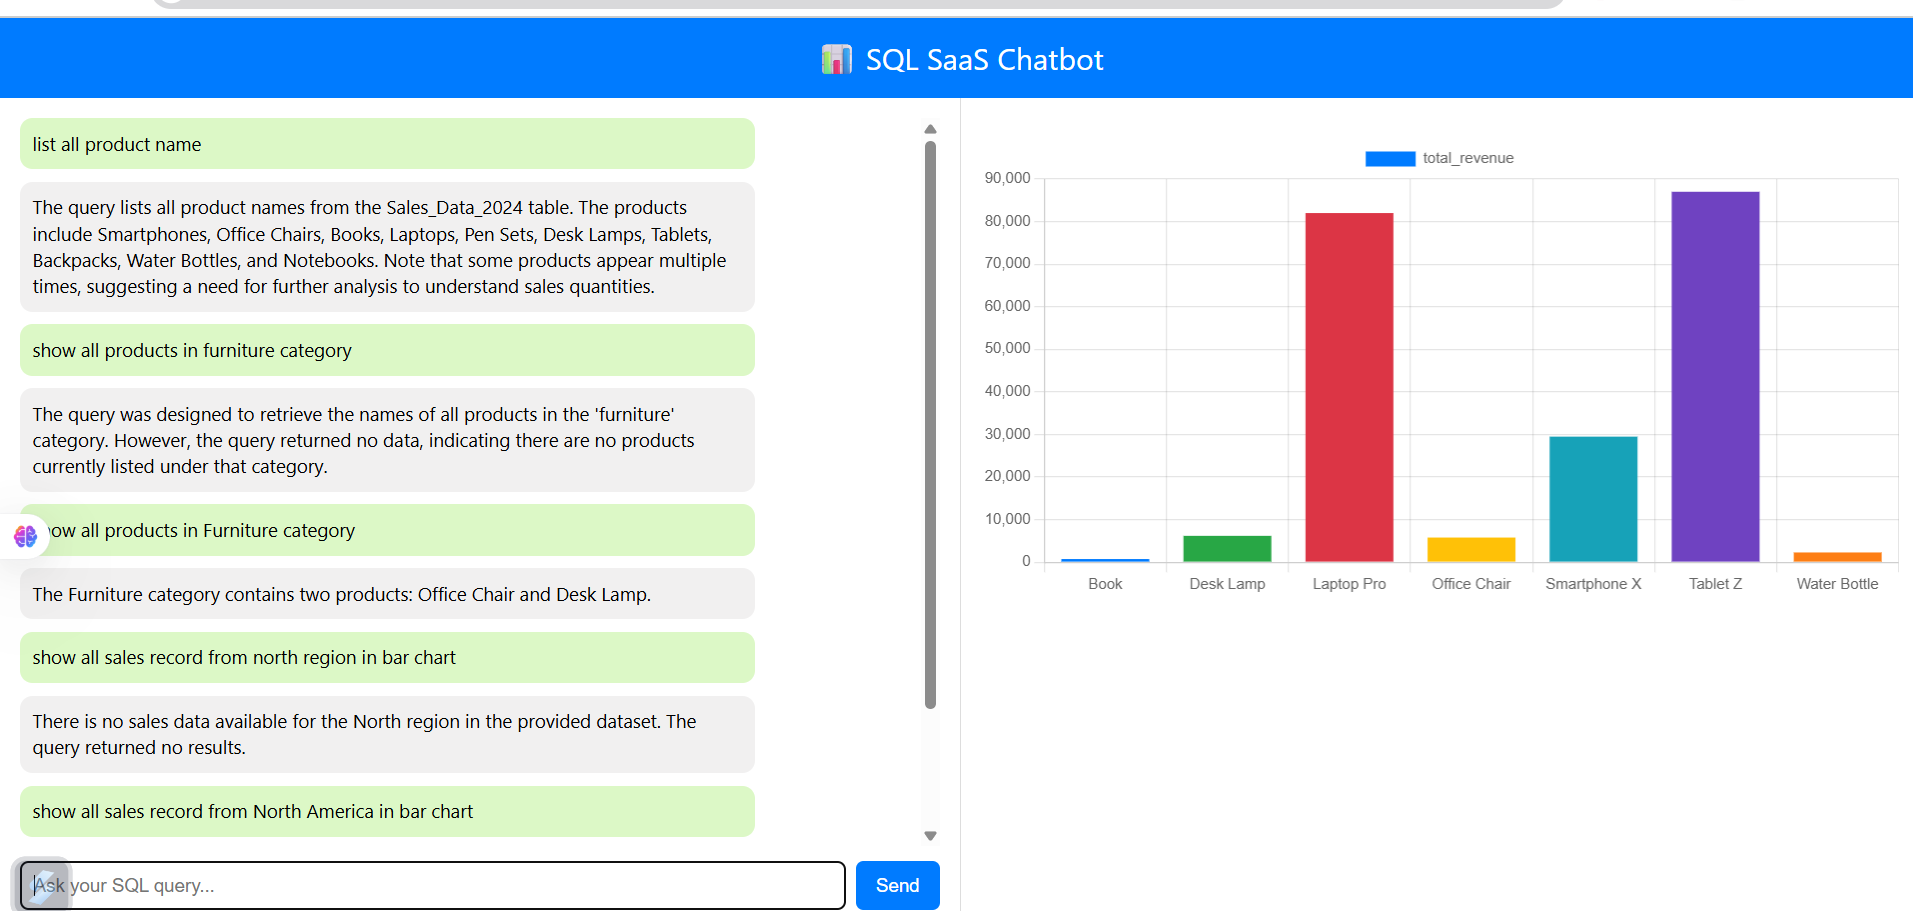 SQL SaaS Chatbot
list all product name
The query lists all product names from the Sales_Data_2024 table. The products
include Smartphones, Office Chairs, Books, Laptops, Pen Sets, Desk Lamps, Tablets,
Backpacks, Water Bottles, and Notebooks. Note that some products appear multiple
times, suggesting a need for further analysis to understand sales quantities.
show all products in furniture category
The query was designed to retrieve the names of all products in the 'furniture'
category. However, the query returned no data, indicating there are no products
currently listed under that category.
ow all products in Furniture category
The Furniture category contains two products: Office Chair and Desk Lamp.
show all sales record from north region in bar chart
There is no sales data available for the North region in the provided dataset. The
query returned no results.
show all sales record from North America in bar chart
Ask your SQL query...
Send
total_revenue
90,000
80,000
70,000
60,000
50,000
40,000
30,000
20,000
10,000
0
Book Desk Lamp Laptop Pro Office Chair Smartphone X Tablet Z Water Bottle